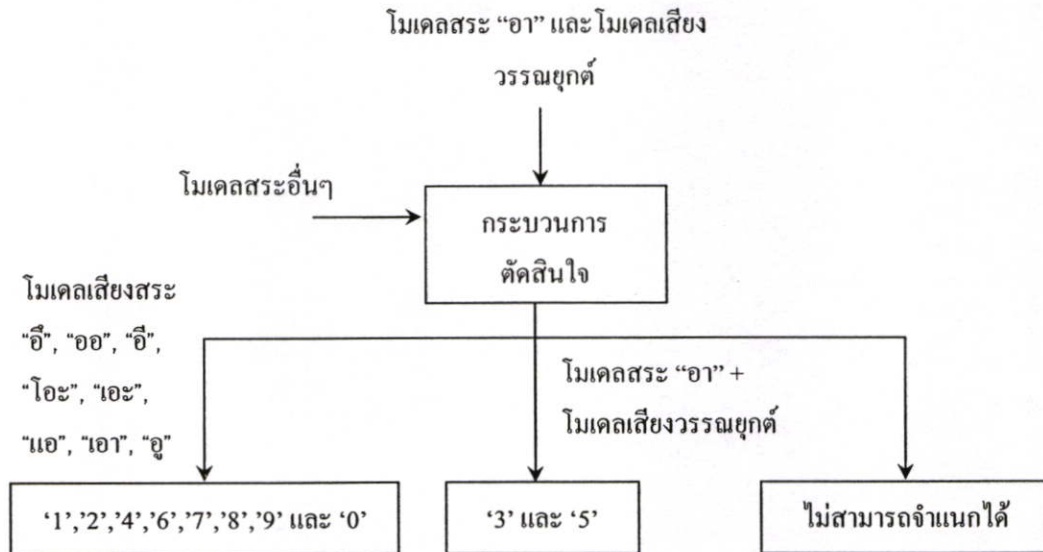 โมเดลสระ “อา” และโมเดลเสียง
วรรณยุกต์
โมเดลสระอื่นๆ
กระบวนการ
ตัดสินใจ
โมเดลเสียงสระ
“อึ”, “ออ”, “อี”,
“โอะ”, “เอะ”,
“แอ”, “เอา”, “อู”
โมเดลสระ “อา” +
โมเดลเสียงวรรณยุกต์
‘1’,’2’,’4’,’6’,’7’,’8’,’9’ และ ‘0’
‘3’ และ ‘5’
ไม่สามารถจำแนกได้